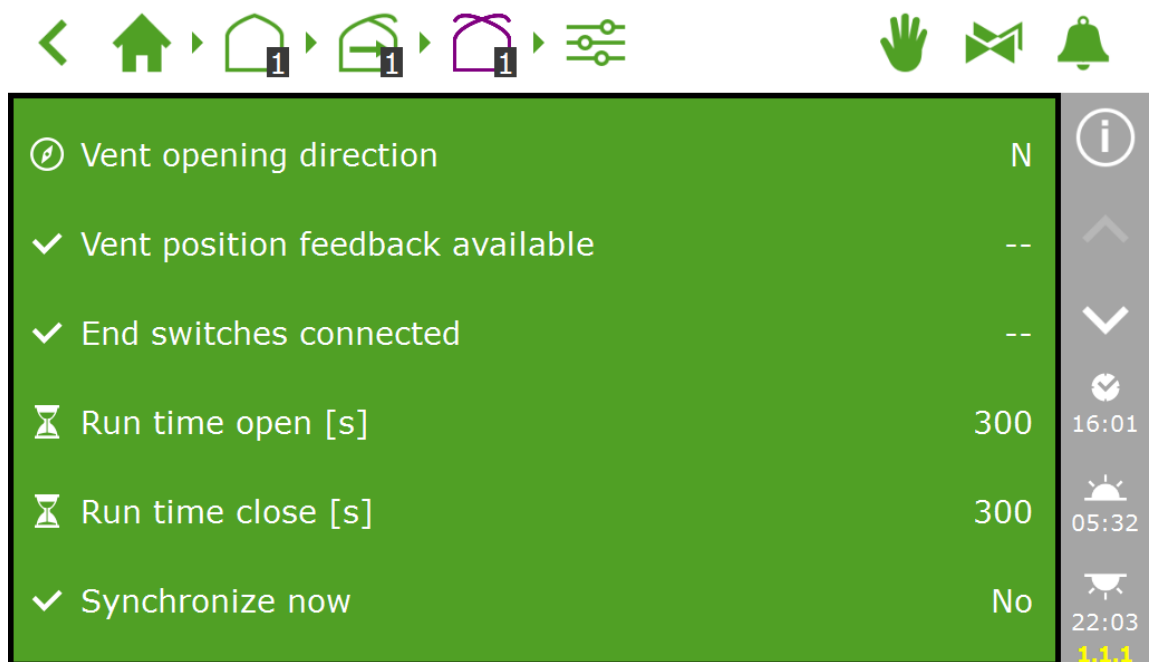 1 1 1
Vent opening direction N
Vent position feedback available --
End switches connected --
Run time open [s] 300
Run time close [s] 300
Synchronize now No
i
16:01
05:32
22:03
1.1.1